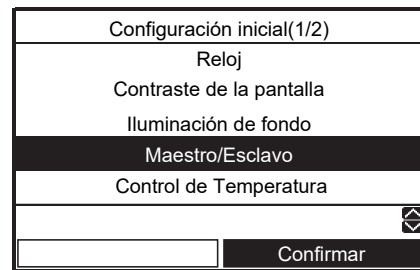 Configuración inicial(1/2)
Reloj
Contraste de la pantalla
Iluminación de fondo
Maestro/Esclavo
Control de Temperatura
Confirmar